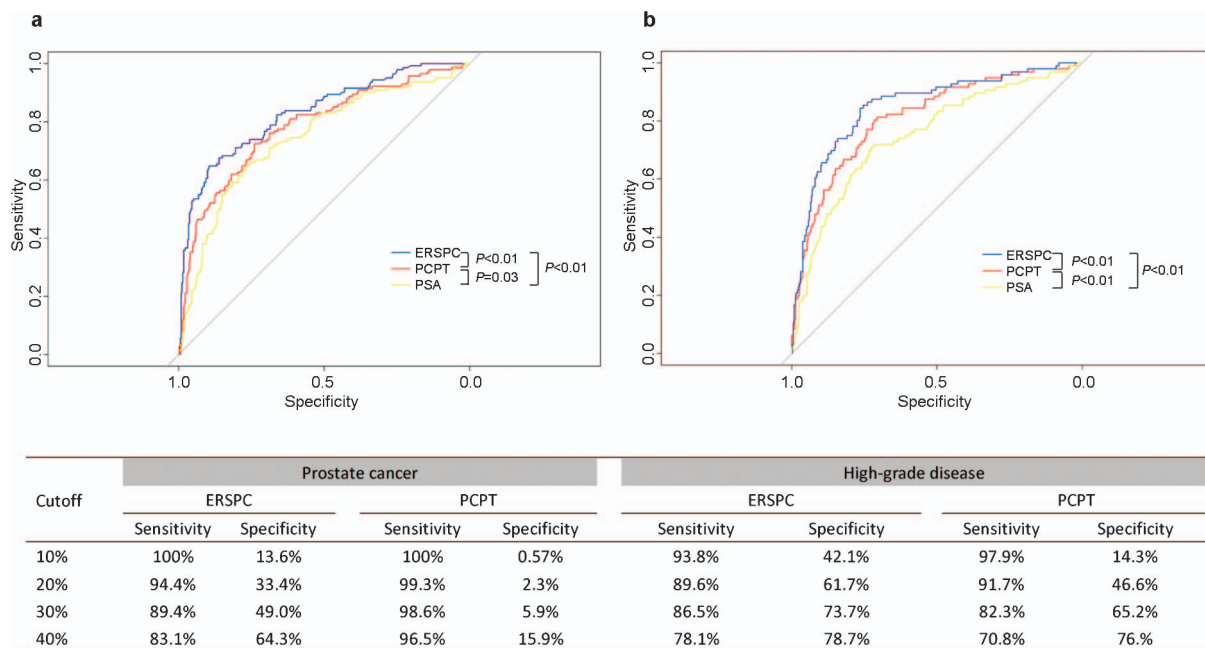 a
Sensitivity
1.0
0.8
0.6
0.4
0.2
0.0
ERSPC
PCPT
PSA
P<0.01
P=0.03
P<0.01
1.0 0.5 0.0
Specificity
b
Sensitivity
1.0
0.8
0.6
0.4
0.2
0.0
ERSPC
PCPT
PSA
P<0.01
P<0.01
P<0.01
1.0 0.5 0.0
Specificity
Prostate cancer High-grade disease
Cutoff ERSPC PCPT ERSPC PCPT
Sensitivity Specificity Sensitivity Specificity Sensitivity Specificity Sensitivity Specificity
10% 100% 13.6% 100% 0.57% 93.8% 42.1% 97.9% 14.3%
20% 94.4% 33.4% 99.3% 2.3% 89.6% 61.7% 91.7% 46.6%
30% 89.4% 49.0% 98.6% 5.9% 86.5% 73.7% 82.3% 65.2%
40% 83.1% 64.3% 96.5% 15.9% 78.1% 78.7% 70.8% 76.%